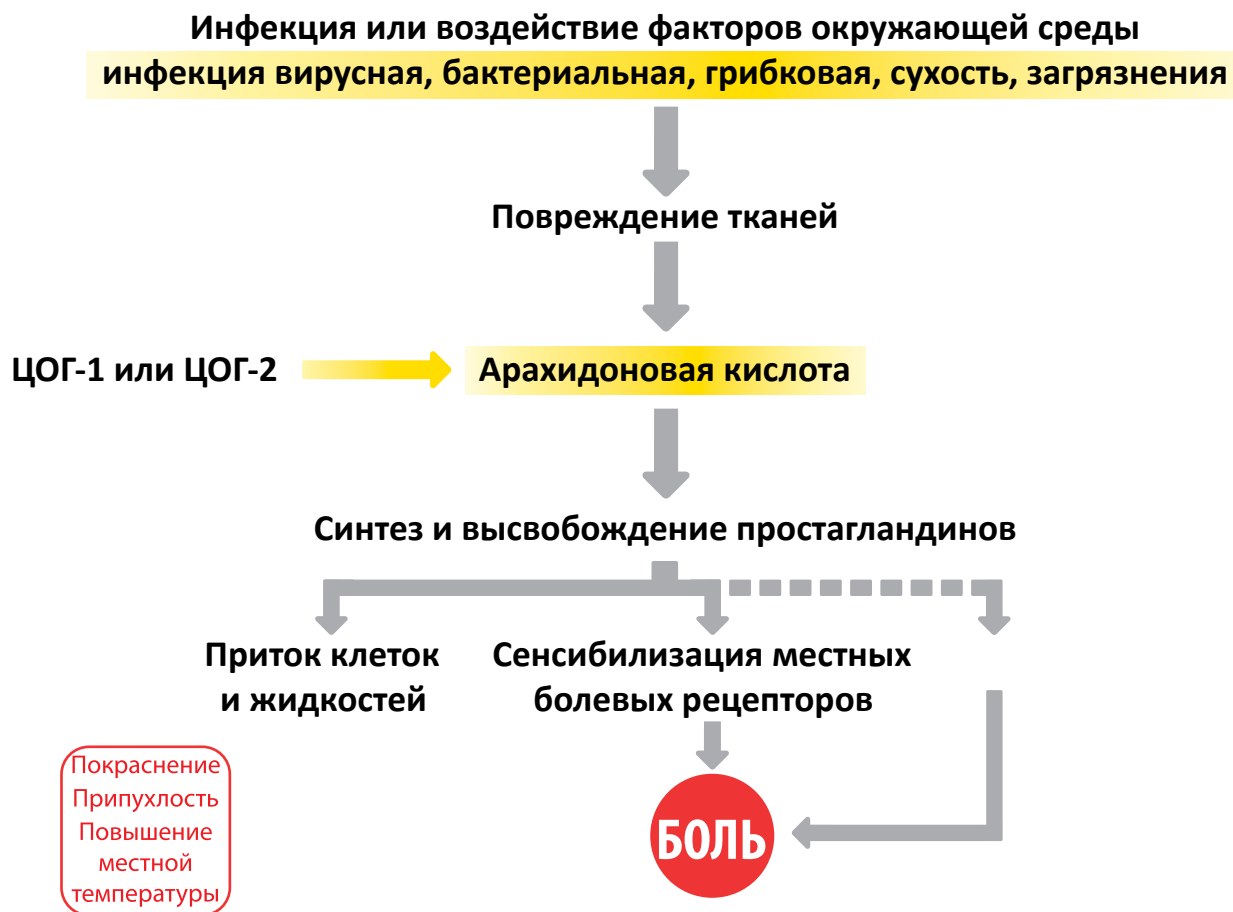 Инфекция или воздействие факторов окружающей среды
инфекция вирусная, бактериальная, грибковая, сухость, загрязнения
Повреждение тканей
ЦОГ-1 или ЦОГ-2
Арахидоновая кислота
Синтез и высвобождение простагландинов
Приток клеток
и жидкостей
Сенсибилизация местных
болевых рецепторов
Покраснение
Припухлость
Повышение
местной
температуры
БОЛЬ